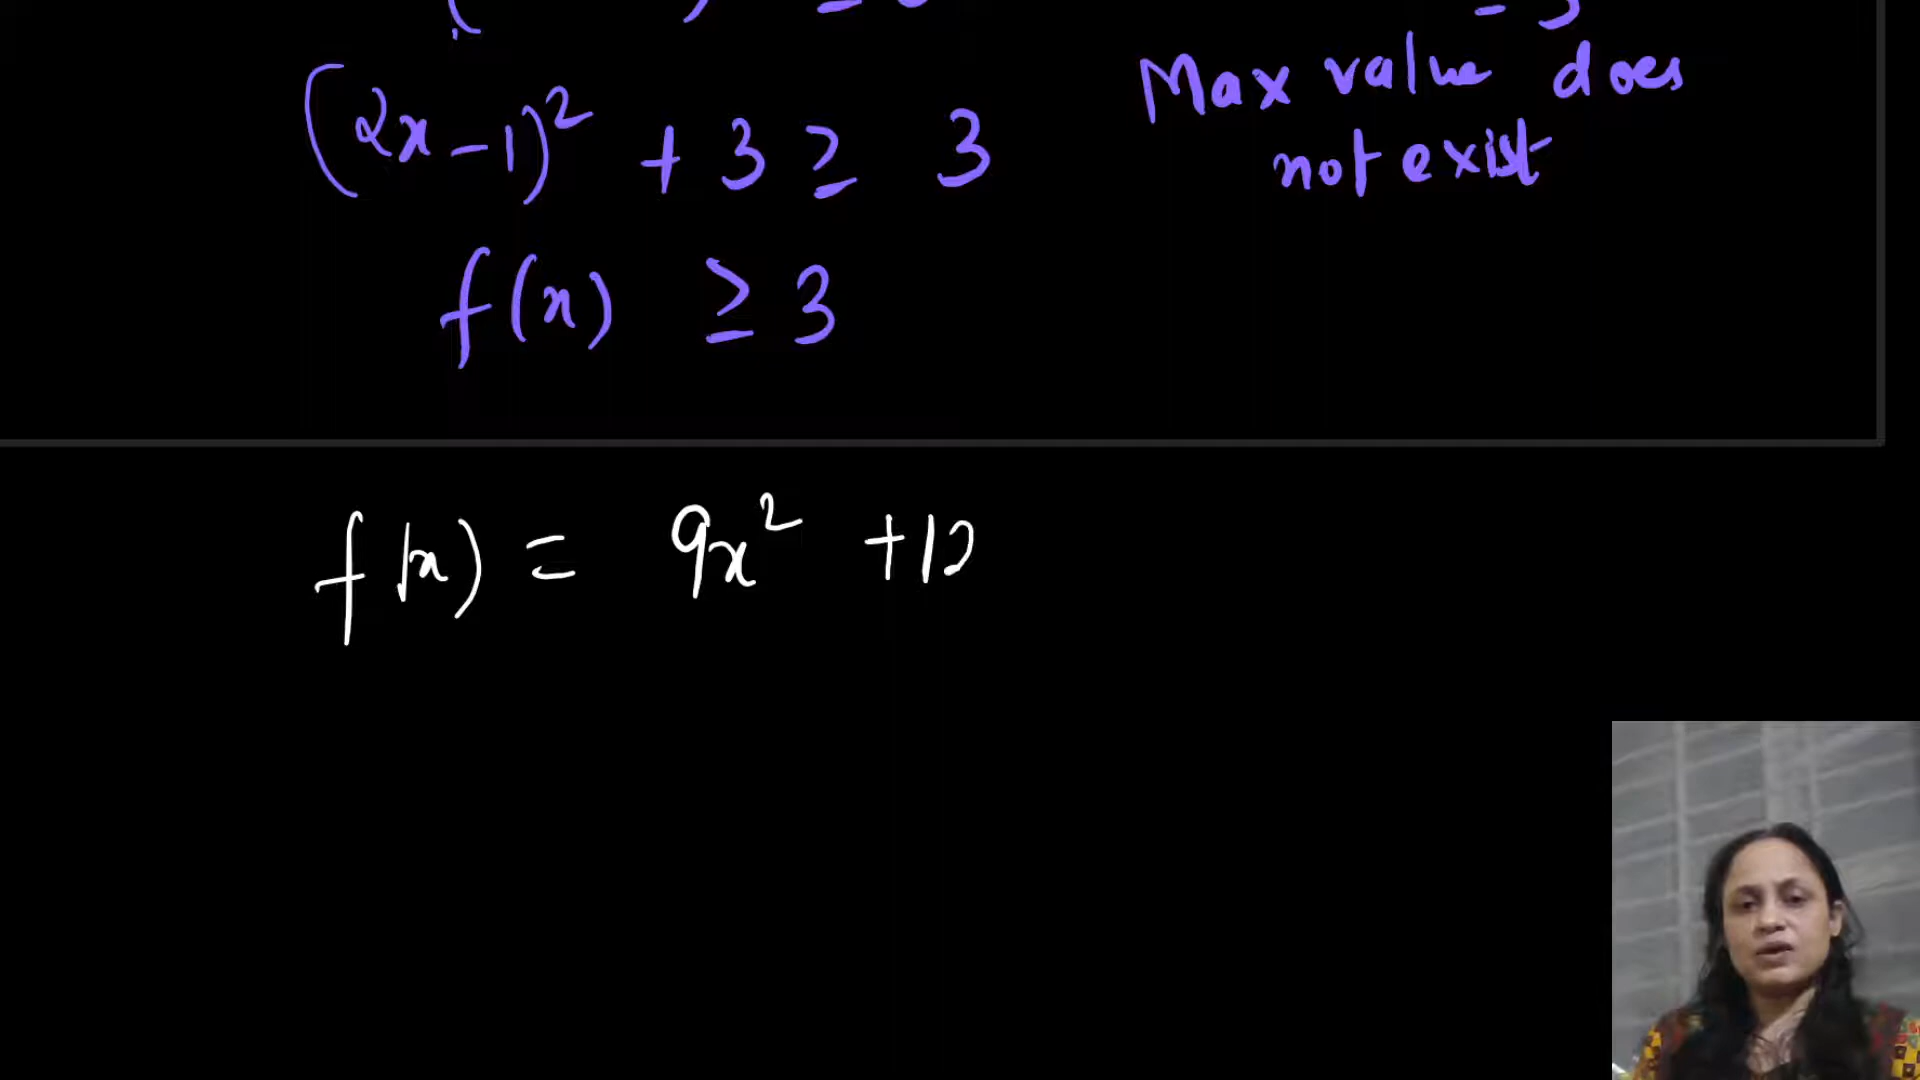 (2x-1)² + 3 ≥ 3
f(x) ≥ 3
Max value does
not exist
f(x) = 9x² +12